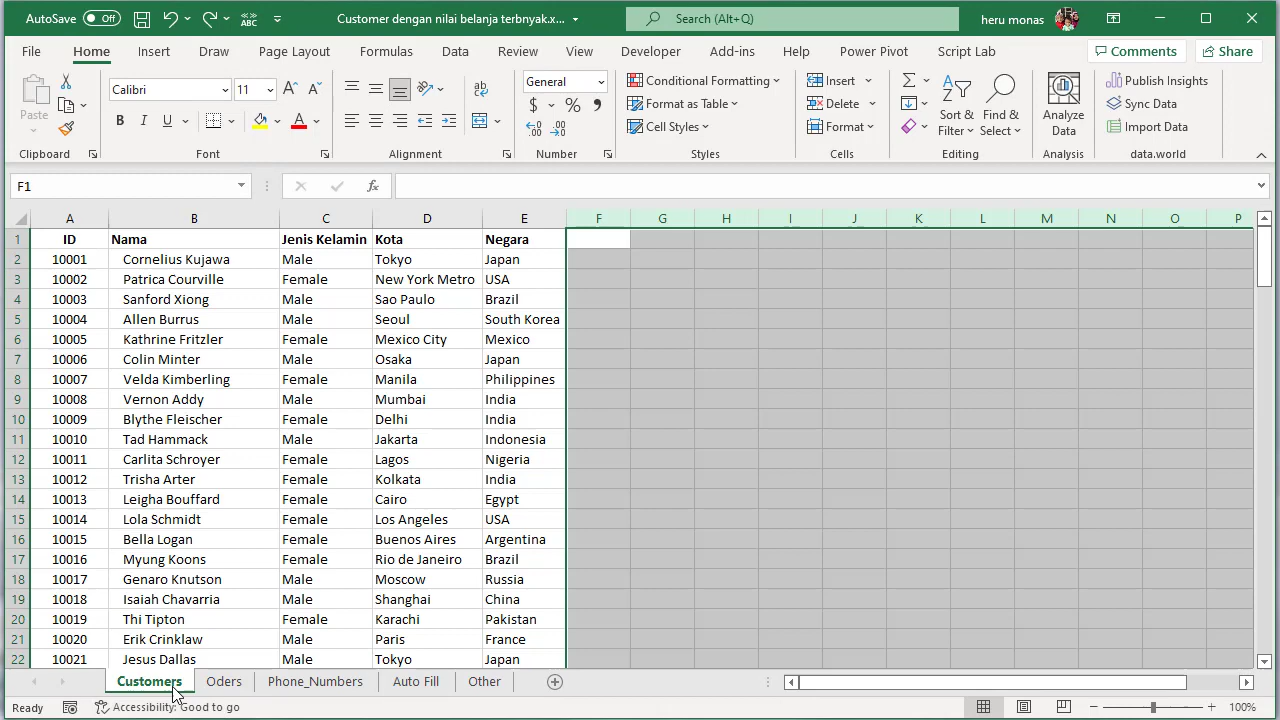 AutoSave Off Customer dengan nilai belanja terbnyak.x... Search (Alt+Q) heru monas
File Home Insert Draw Page Layout Formulas Data Review View Developer Add-ins Help Power Pivot Script Lab Comments Share
Paste Calibri 11 B I U A General $ % Conditional Formatting Format as Table Cell Styles Insert Delete Format Sort & Filter Find & Select Analyze Data Publish Insights Sync Data Import Data
Clipboard Font Alignment Number Styles Cells Editing Analysis data.world
F1 fx
A B C D E F G H I J K L M N O P
1 ID Nama Jenis Kelamin Kota Negara
2 10001 Cornelius Kujawa Male Tokyo Japan
3 10002 Patrica Courville Female New York Metro USA
4 10003 Sanford Xiong Male Sao Paulo Brazil
5 10004 Allen Burrus Male Seoul South Korea
6 10005 Kathrine Fritzler Female Mexico City Mexico
7 10006 Colin Minter Male Osaka Japan
8 10007 Velda Kimberling Female Manila Philippines
9 10008 Vernon Addy Male Mumbai India
10 10009 Blythe Fleischer Female Delhi India
11 10010 Tad Hammack Male Jakarta Indonesia
12 10011 Carlita Schroyer Female Lagos Nigeria
13 10012 Trisha Arter Female Kolkata India
14 10013 Leigha Bouffard Female Cairo Egypt
15 10014 Lola Schmidt Female Los Angeles USA
16 10015 Bella Logan Female Buenos Aires Argentina
17 10016 Myung Koons Female Rio de Janeiro Brazil
18 10017 Genaro Knutson Male Moscow Russia
19 10018 Isaiah Chavarria Male Shanghai China
20 10019 Thi Tipton Female Karachi Pakistan
21 10020 Erik Crinklaw Male Paris France
22 10021 Jesus Dallas Male Tokyo Japan
Customers Oders Phone_Numbers Auto Fill Other
Ready Accessibility: Good to go 100%